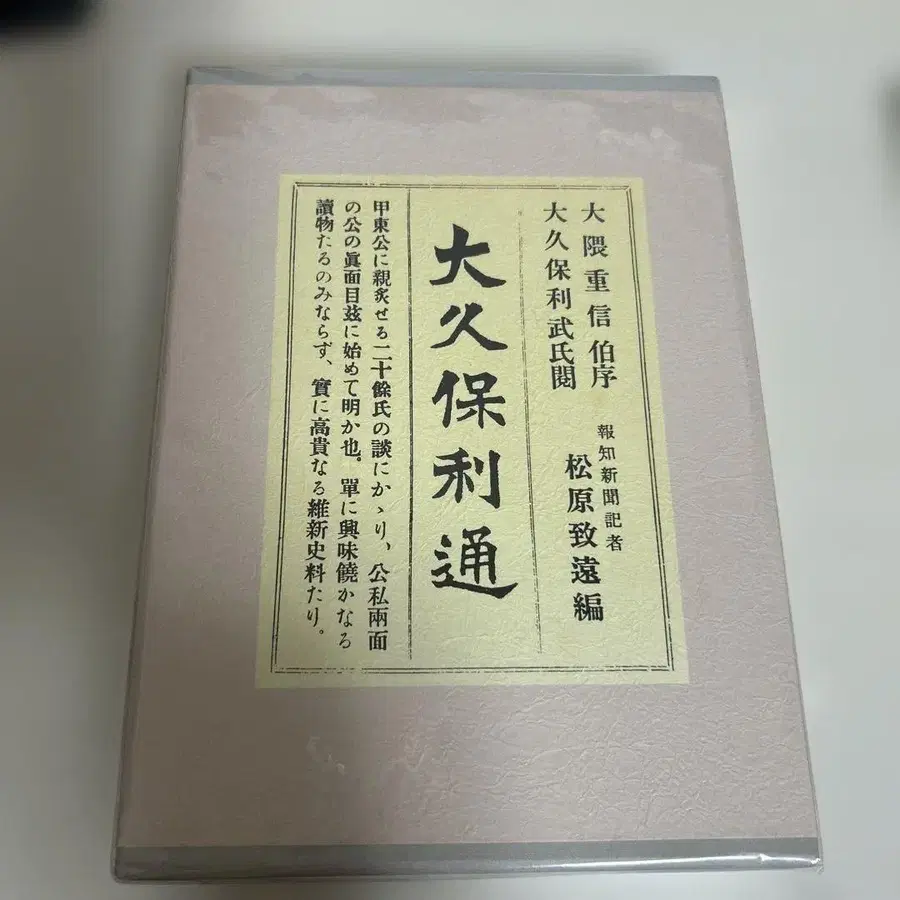 大隈重信伯序
大久保利武氏閱
報知新聞記者
松原致遠編
大久保利通
甲東公に親炙せる二十餘氏の談にかゝり、公私兩面
の公の眞面目玆に始めて明か也。單に興味饒かなる
讀物たるのみならず、實に高貴なる維新史料たり。